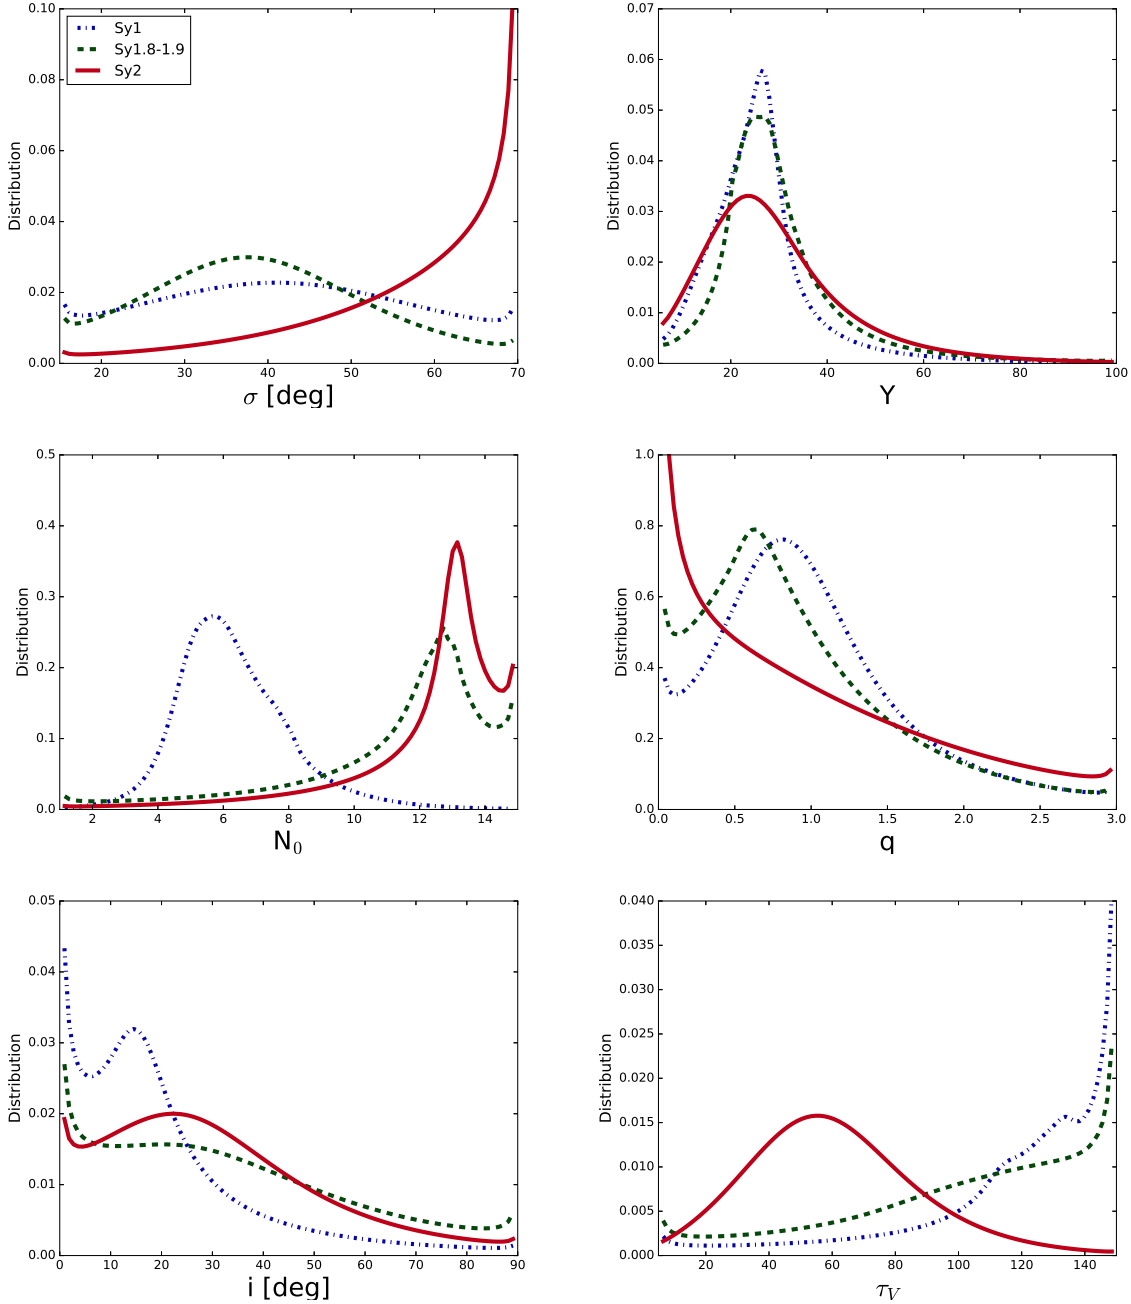 0.10
0.08
0.06
0.04
0.02
0.00
Distribution
Sy1
Sy1.8-1.9
Sy2
20 30 40 50 60 70
σ [deg]
0.07
0.06
0.05
0.04
0.03
0.02
0.01
0.00
Distribution
20 40 60 80 100
Y
0.5
0.4
0.3
0.2
0.1
0.0
Distribution
2 4 6 8 10 12 14
N₀
1.0
0.8
0.6
0.4
0.2
0.0
Distribution
0.0 0.5 1.0 1.5 2.0 2.5 3.0
q
0.05
0.04
0.03
0.02
0.01
0.00
Distribution
0 10 20 30 40 50 60 70 80 90
i [deg]
0.040
0.035
0.030
0.025
0.020
0.015
0.010
0.005
0.000
Distribution
20 40 60 80 100 120 140
τ_V